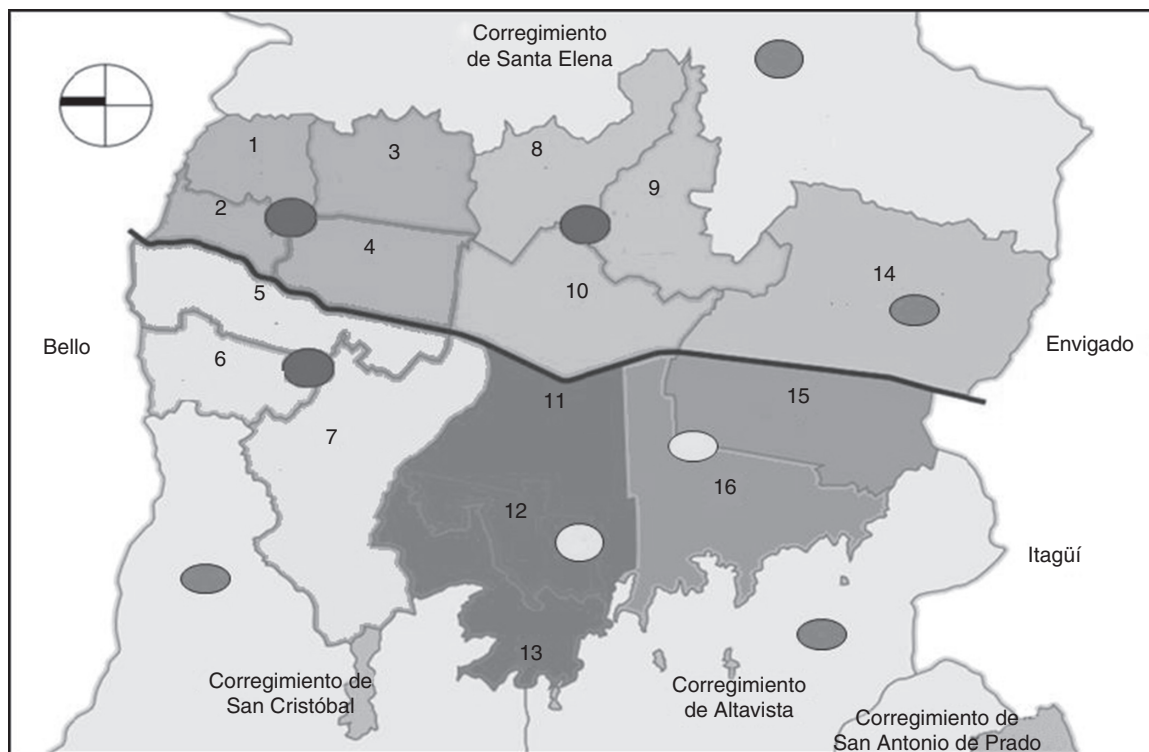 Corregimiento
de Santa Elena
1
3
8
9
2
4
14
5
10
Bello
Envigado
6
15
11
7
16
12
Itagüí
13
Corregimiento de
San Cristóbal
Corregimiento
de Altavista
Corregimiento de
San Antonio de Prado